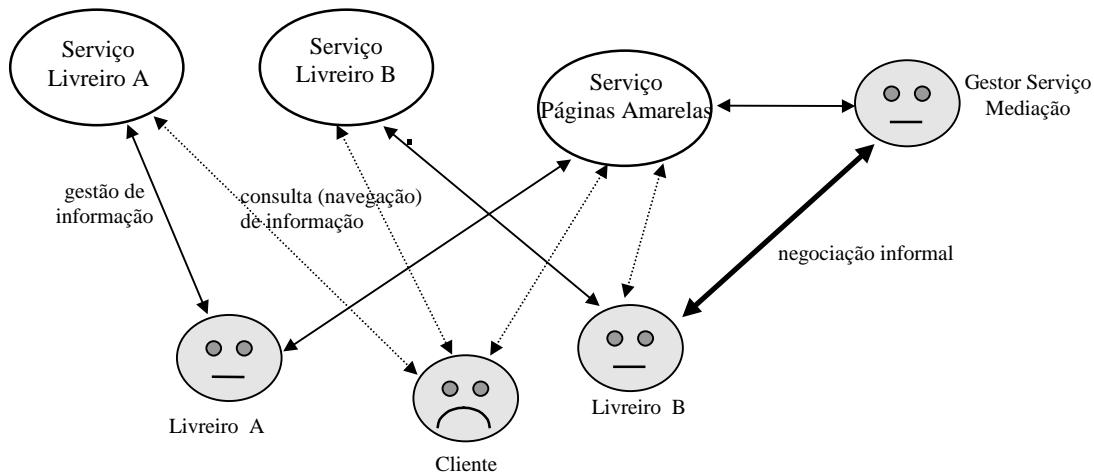 Serviço
Livreiro A
Serviço
Livreiro B
Serviço
Páginas Amarelas
Gestor Serviço
Mediação
gestão de
informação
consulta (navegação)
de informação
negociação informal
Livreiro A
Cliente
Livreiro B